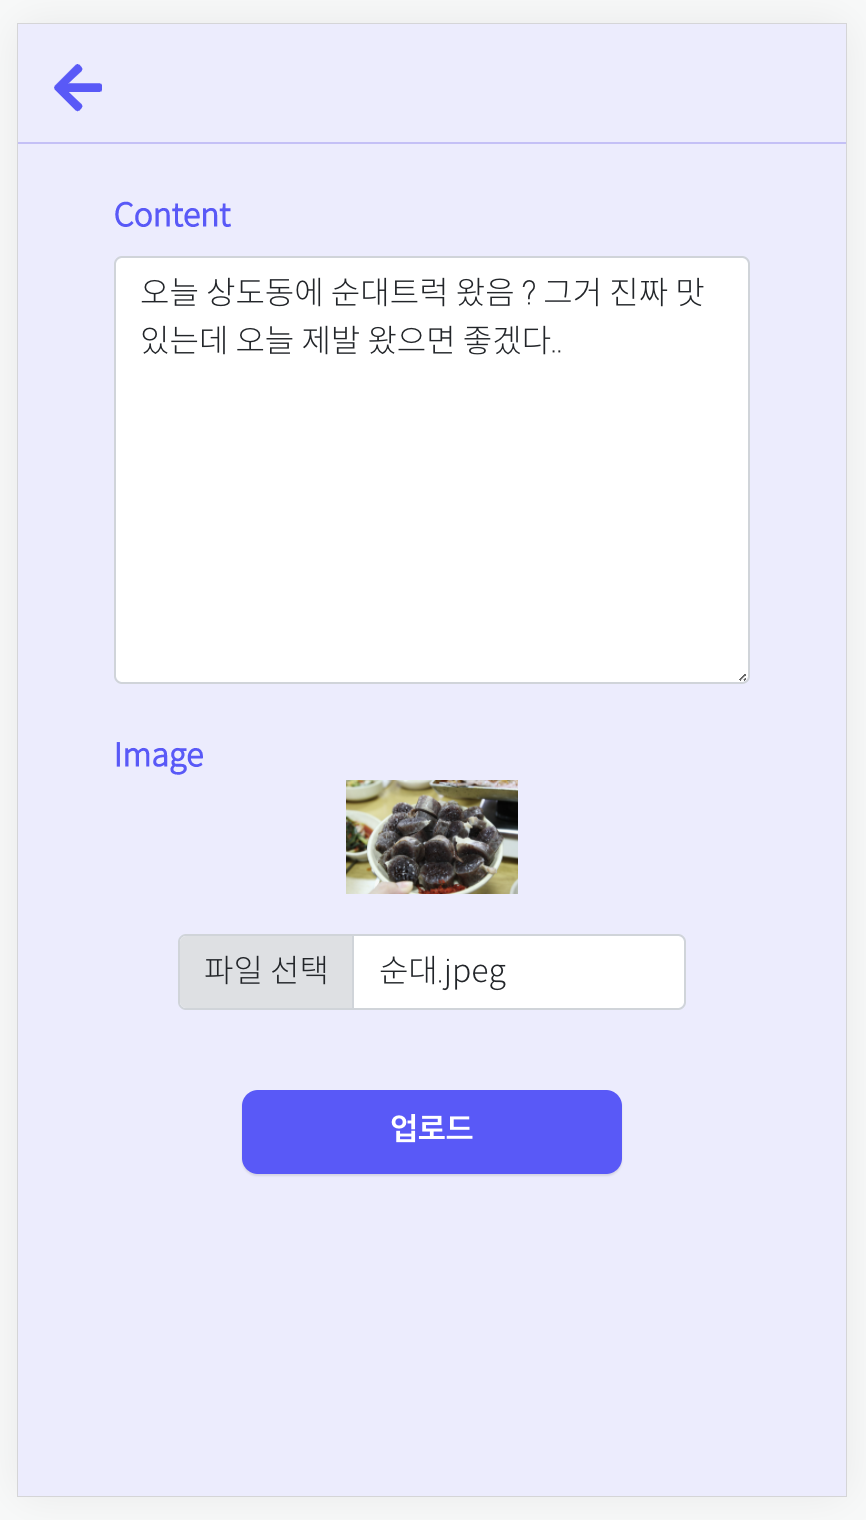 Content
오늘 상도동에 순대트럭 왔음 ? 그거 진짜 맛
있는데 오늘 제발 왔으면 좋겠다..
Image
파일 선택 순대.jpeg
업로드